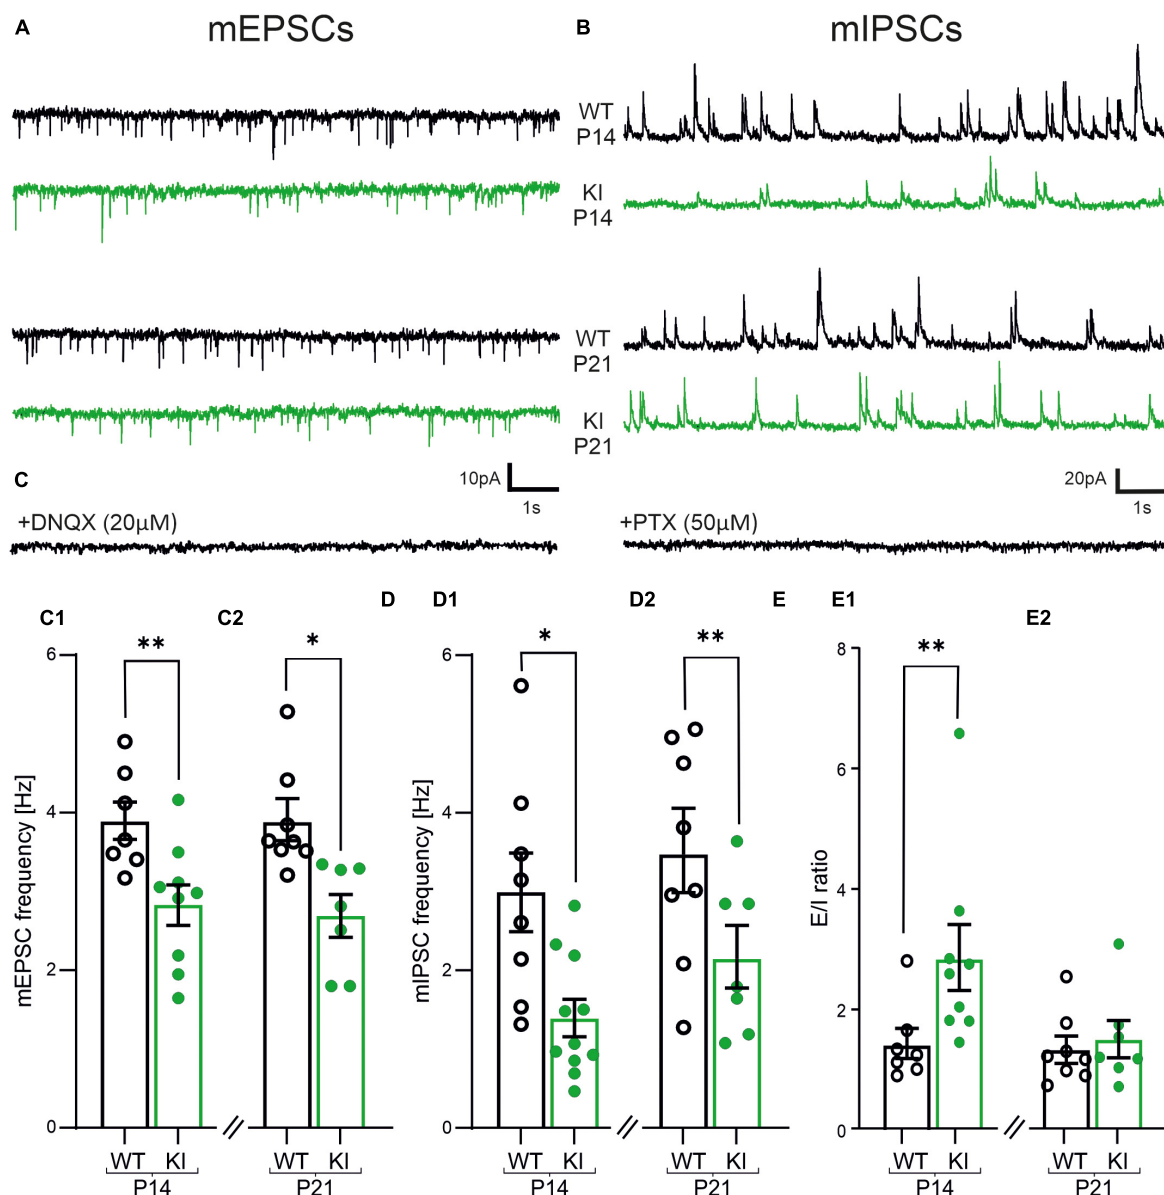 A
mEPSCs
B
mIPSCs
WT
P14
KI
P14
WT
P21
KI
P21
C
10pA
1s
20pA
1s
+DNQX (20μM)
+PTX (50μM)
C1
C2
D
D1
D2
E
E1
E2
**
*
*
**
**
mEPSC frequency [Hz]
6
4
2
0
WT KI
P14
WT KI
P21
mIPSC frequency [Hz]
6
4
2
0
WT KI
P14
WT KI
P21
E/I ratio
8
6
4
2
0
WT KI
P14
WT KI
P21